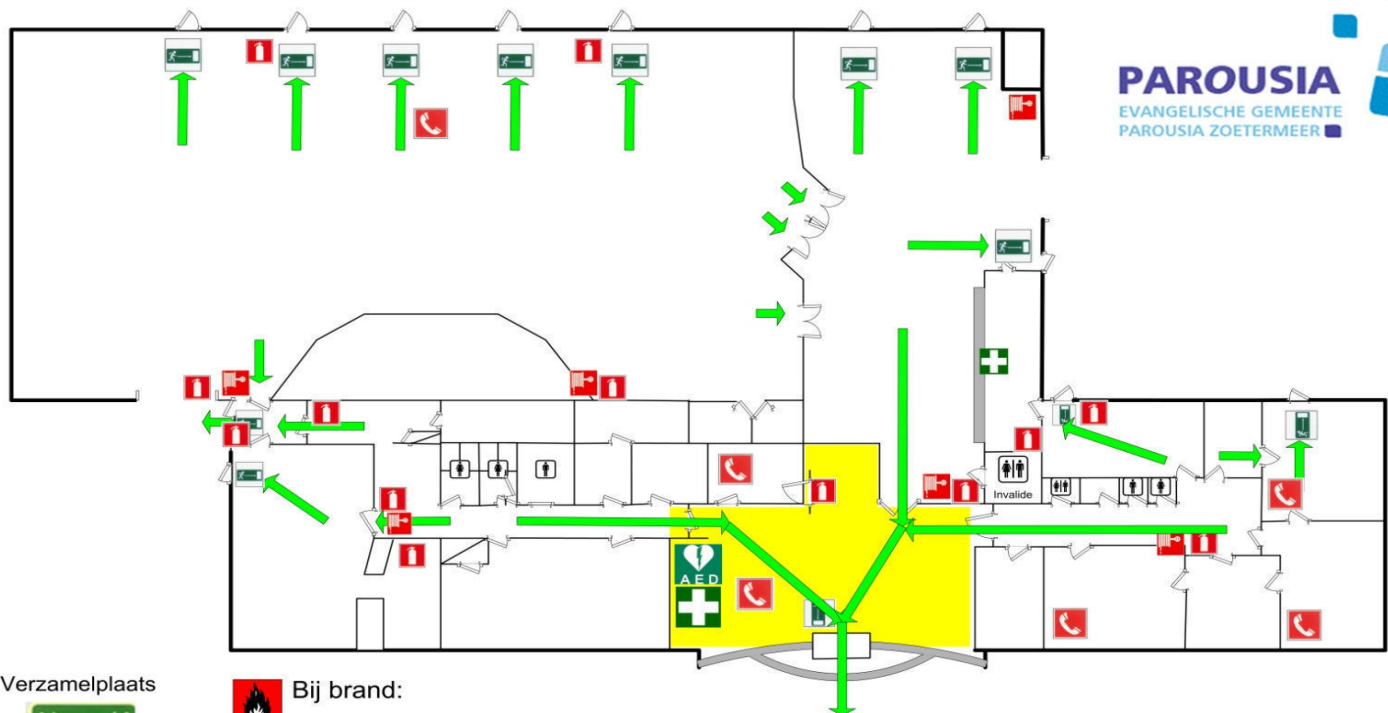 PAROUSIA
EVANGELISCHE GEMEENTE
PAROUSIA ZOETERMEER
Invalide
AED
Verzamelplaats
Bij brand: